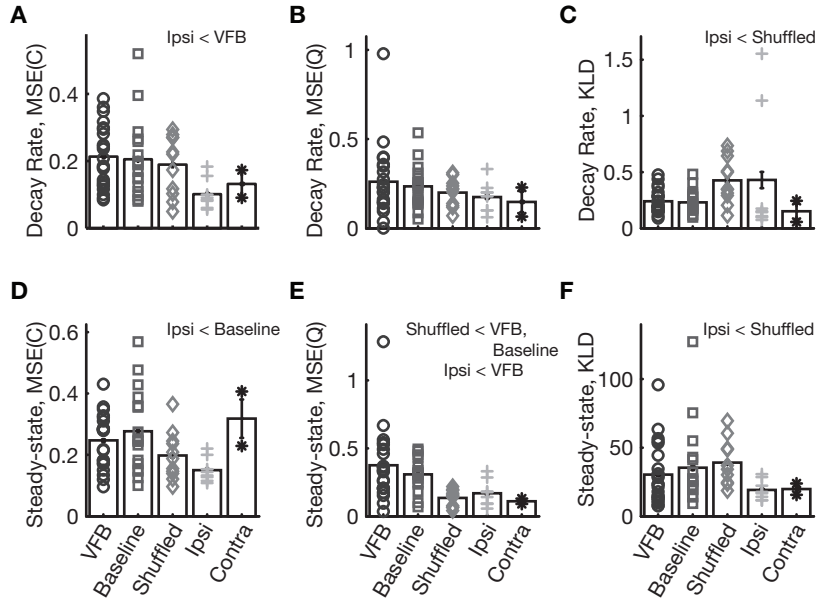 A
Ipsi < VFB
Decay Rate, MSE(C)
0.4
0.2
0
B
Decay Rate, MSE(Q)
1
0.5
0
C
Ipsi < Shuffled
Decay Rate, KLD
1.5
1
0.5
0
D
Ipsi < Baseline
Steady-state, MSE(C)
0.6
0.4
0.2
0
VFB
Baseline
Shuffled
Ipsi
Contra
E
Shuffled < VFB,
Baseline
Ipsi < VFB
Steady-state, MSE(Q)
1
0.5
0
VFB
Baseline
Shuffled
Ipsi
Contra
F
Ipsi < Shuffled
Steady-state, KLD
100
50
0
VFB
Baseline
Shuffled
Ipsi
Contra